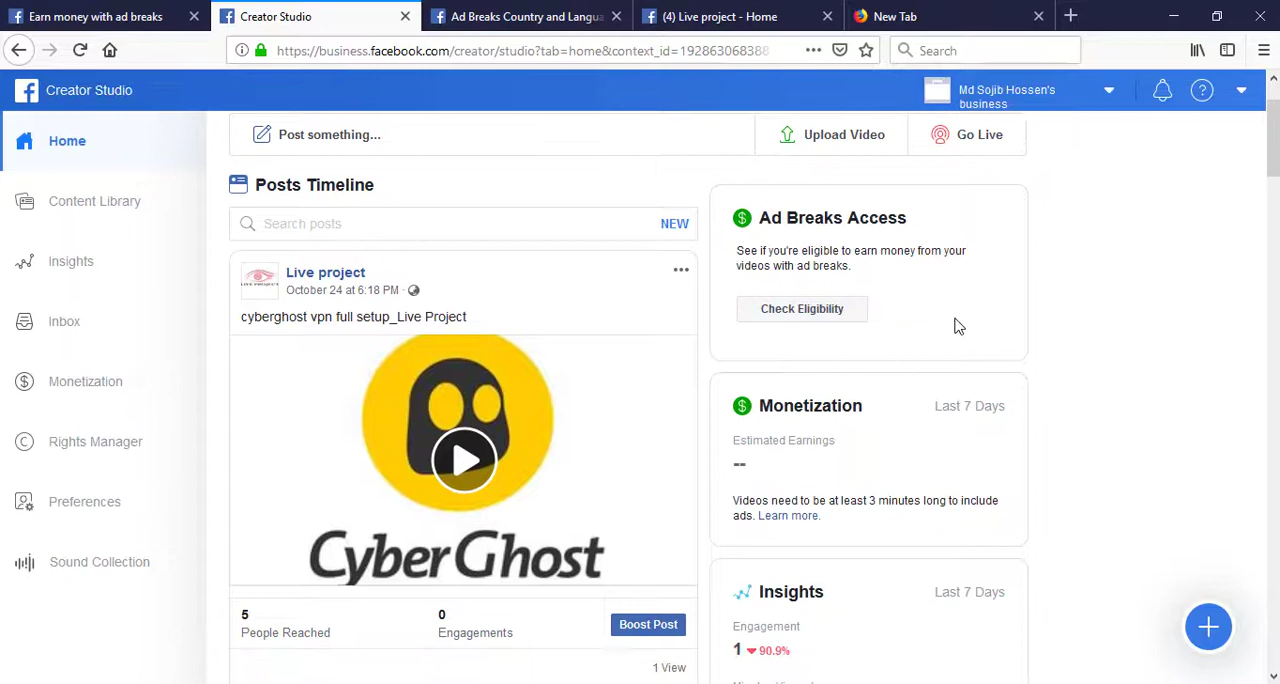 Earn money with ad breaks
Creator Studio
Ad Breaks Country and Langua
(4) Live project - Home
New Tab
https://business.facebook.com/creator/studio?tab=home&context_id=192863068388
Search
Creator Studio
Md Sojib Hossen's
business
Home
Content Library
Insights
Inbox
Monetization
Rights Manager
Preferences
Sound Collection
Post something...
Upload Video
Go Live
Posts Timeline
Search posts
NEW
Live project
October 24 at 6:18 PM ·
cyberghost vpn full setup_Live Project
CyberGhost
5
People Reached
0
Engagements
Boost Post
1 View
Ad Breaks Access
See if you're eligible to earn money from your
videos with ad breaks.
Check Eligibility
Monetization
Last 7 Days
Estimated Earnings
--
Videos need to be at least 3 minutes long to include
ads. Learn more.
Insights
Last 7 Days
Engagement
1 90.9%